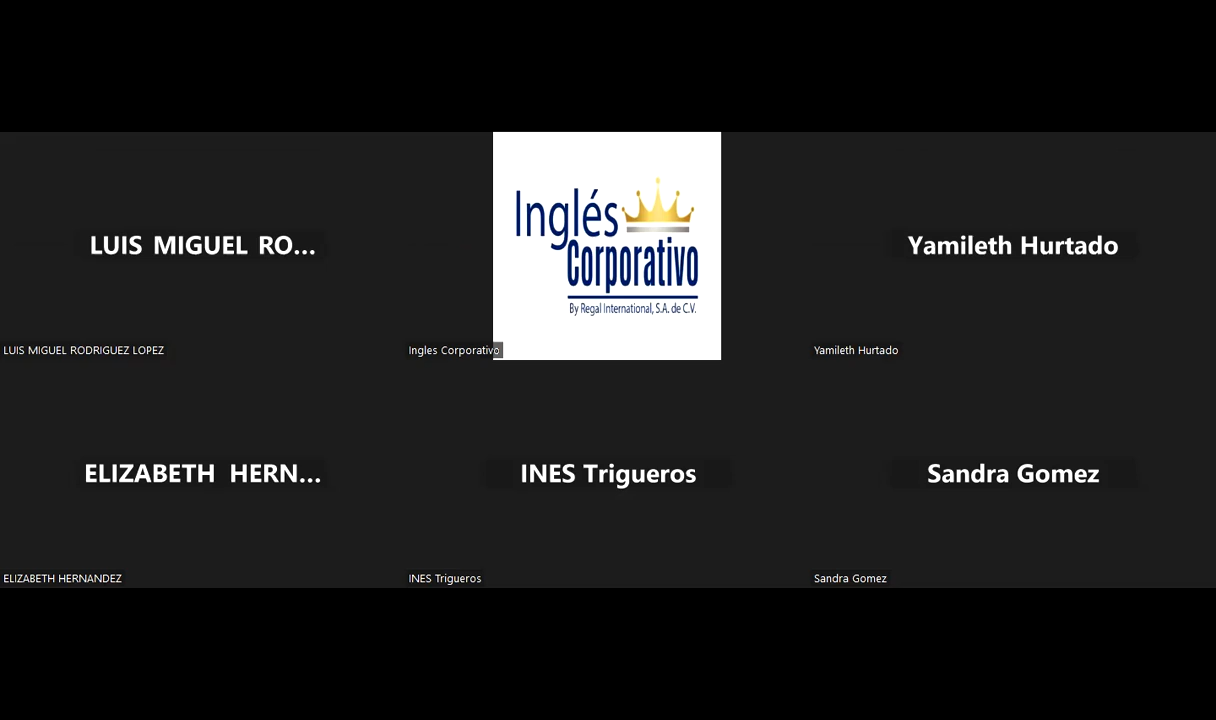 LUIS MIGUEL RO...
LUIS MIGUEL RODRIGUEZ LOPEZ
Inglés
Corporativo
By Regal International, S.A. de C.V.
Ingles Corporativo
Yamileth Hurtado
Yamileth Hurtado
ELIZABETH HERN...
ELIZABETH HERNANDEZ
INES Trigueros
INES Trigueros
Sandra Gomez
Sandra Gomez